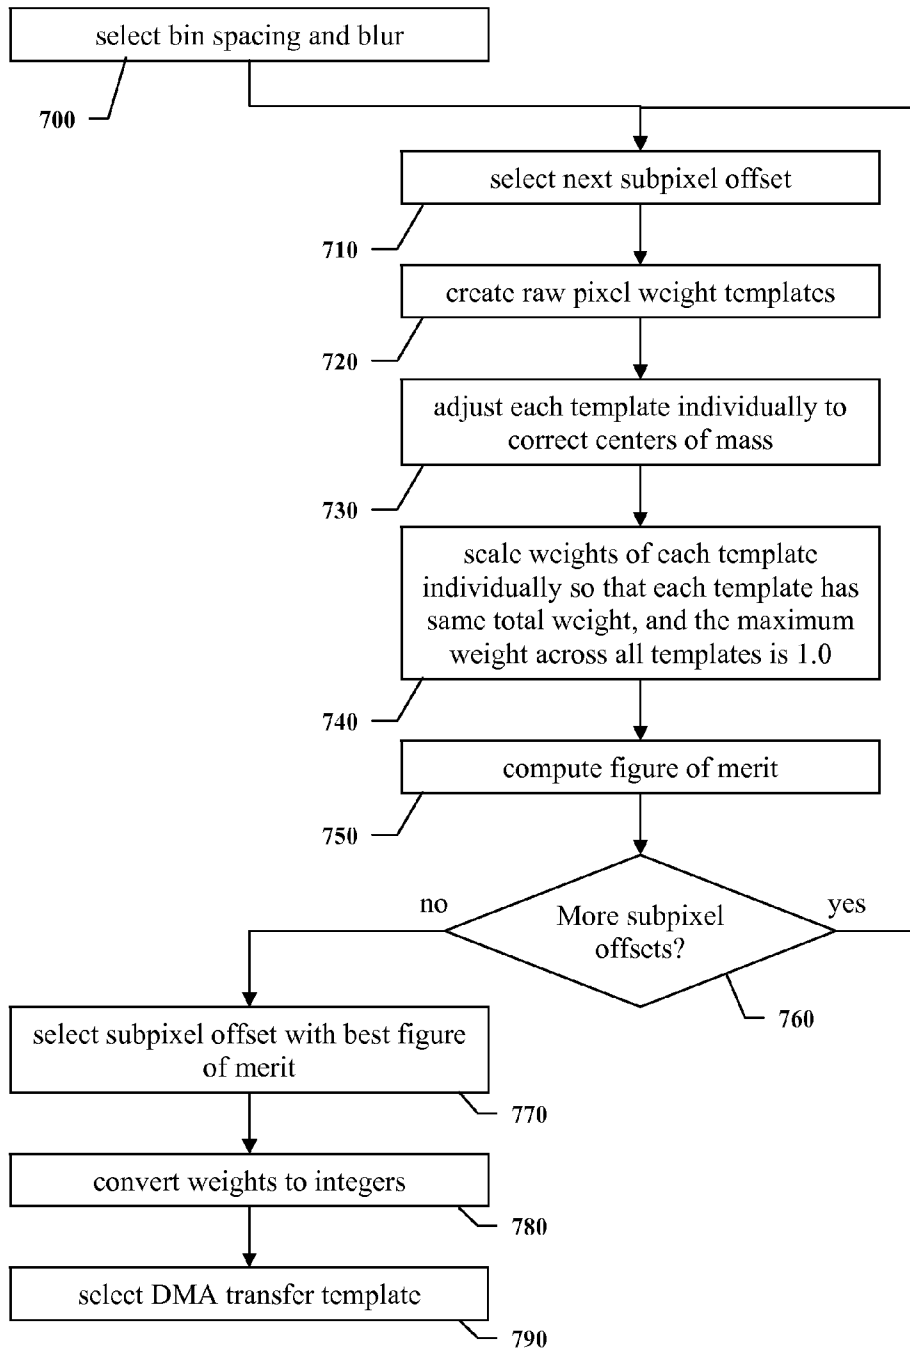 select bin spacing and blur
700
select next subpixel offset
710
create raw pixel weight templates
720
adjust each template individually to
correct centers of mass
730
scale weights of each template
individually so that each template has
same total weight, and the maximum
weight across all templates is 1.0
740
compute figure of merit
750
no
yes
More subpixel
offsets?
760
select subpixel offset with best figure
of merit
770
convert weights to integers
780
select DMA transfer template
790